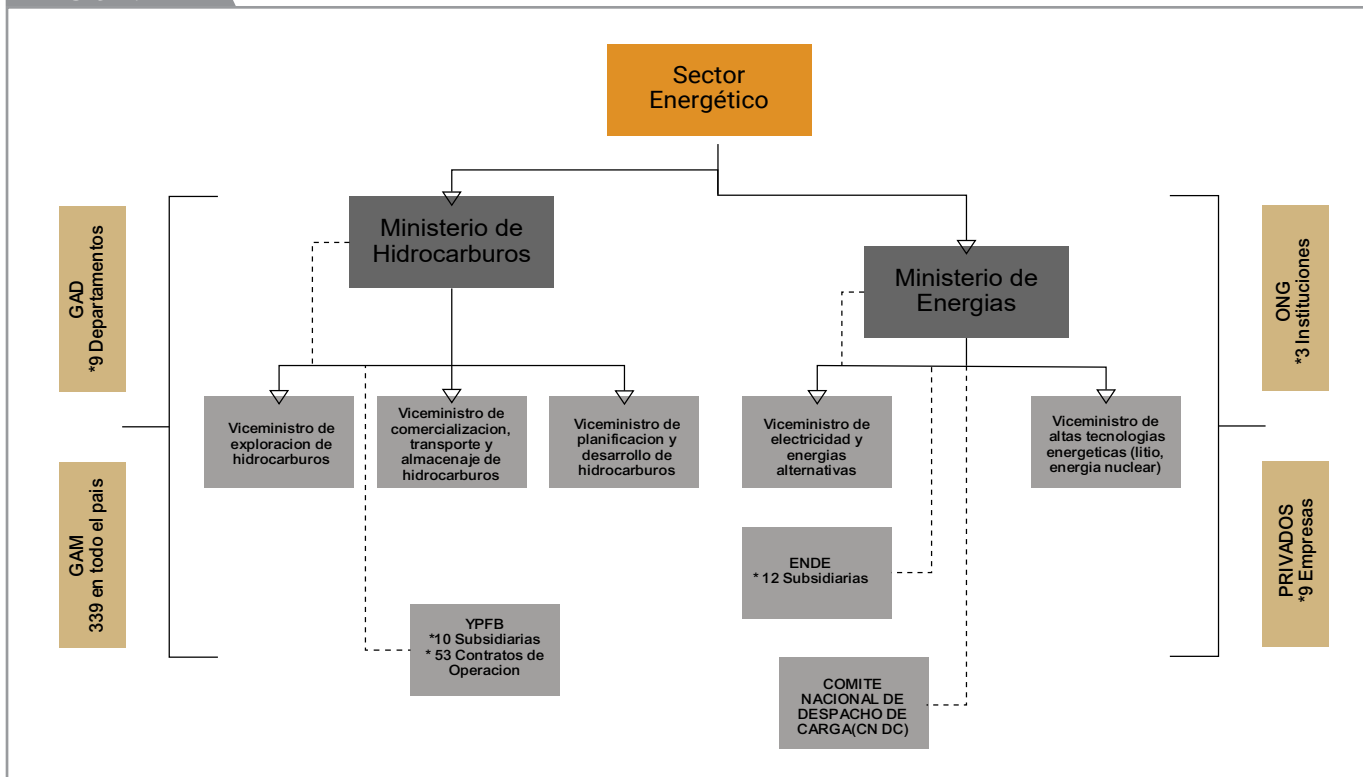 Sector
Energético
Ministerio de
Hidrocarburos
Ministerio de
Energias
GAD
*9 Departamentos
GAM
339 en todo el pais
ONG
*3 Instituciones
PRIVADOS
*9 Empresas
Viceministro de
exploracion de
hidrocarburos
Viceministro de
comercializacion,
transporte y
almacenaje de
hidrocarburos
Viceministro de
planificacion y
desarrollo de
hidrocarburos
Viceministro de
electricidad y
energias
alternativas
Viceministro de
altas tecnologias
energeticas (litio,
energia nuclear)
ENDE
* 12 Subsidiarias
YPFB
*10 Subsidiarias
* 53 Contratos de
Operacion
COMITE
NACIONAL DE
DESPACHO DE
CARGA(CN DC)